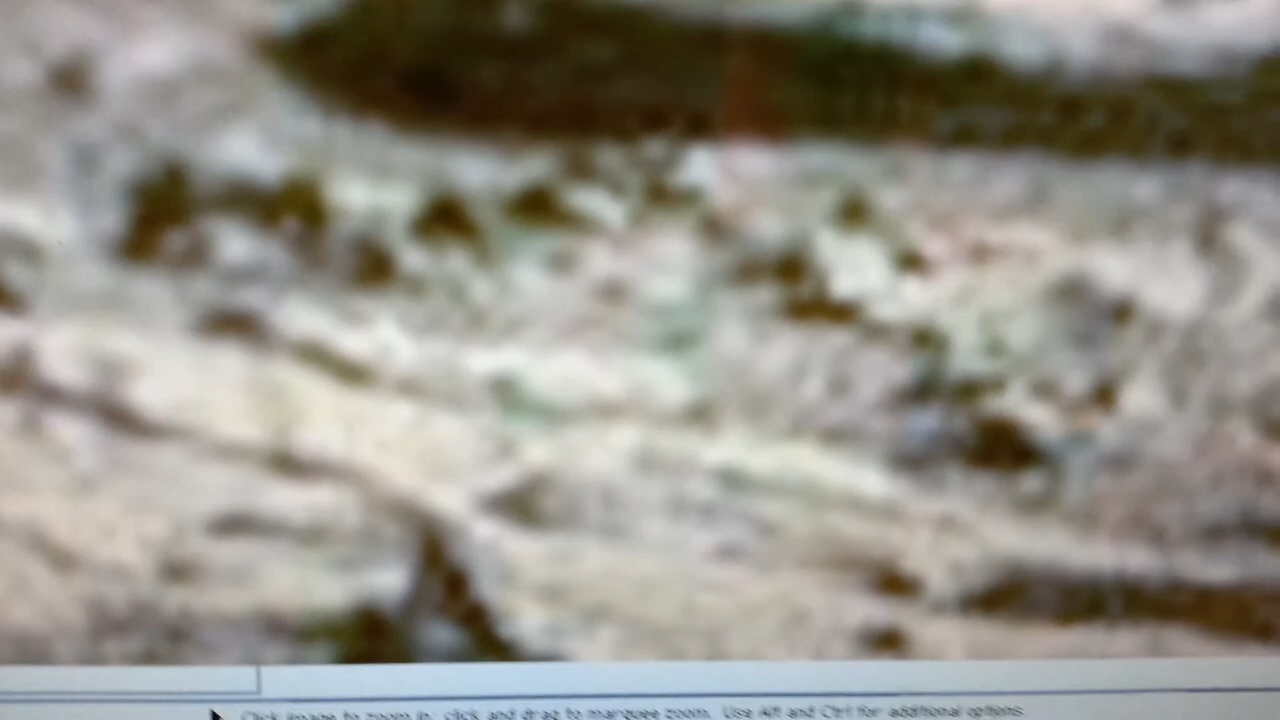 Click image to zoom in; click and drag to marquee zoom. Use Alt and Ctrl for additional options.